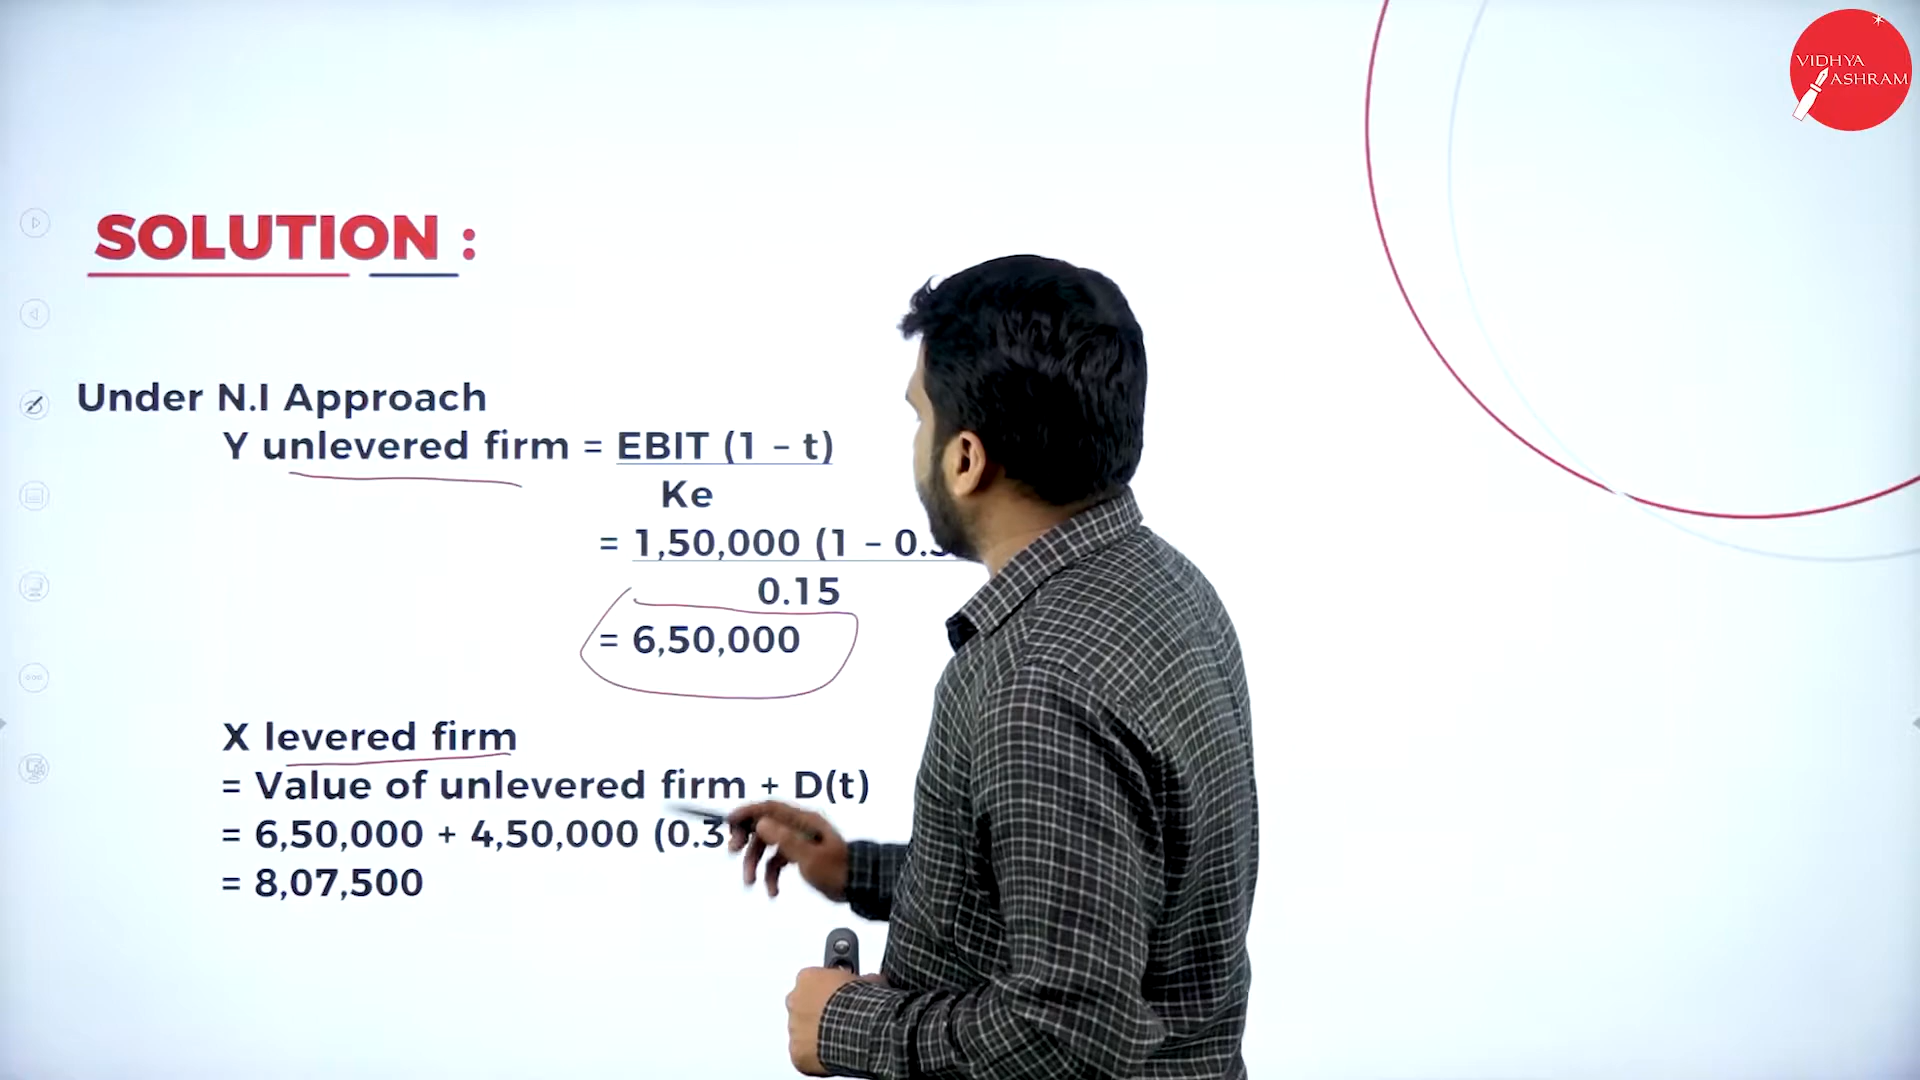 VIDHYA
ASHRAM
SOLUTION :
Under N.I Approach
Y unlevered firm = EBIT (1 – t)
Ke
= 1,50,000 (1 – 0.
0.15
= 6,50,000
X levered firm
= Value of unlevered firm + D(t)
= 6,50,000 + 4,50,000 (0.3
= 8,07,500